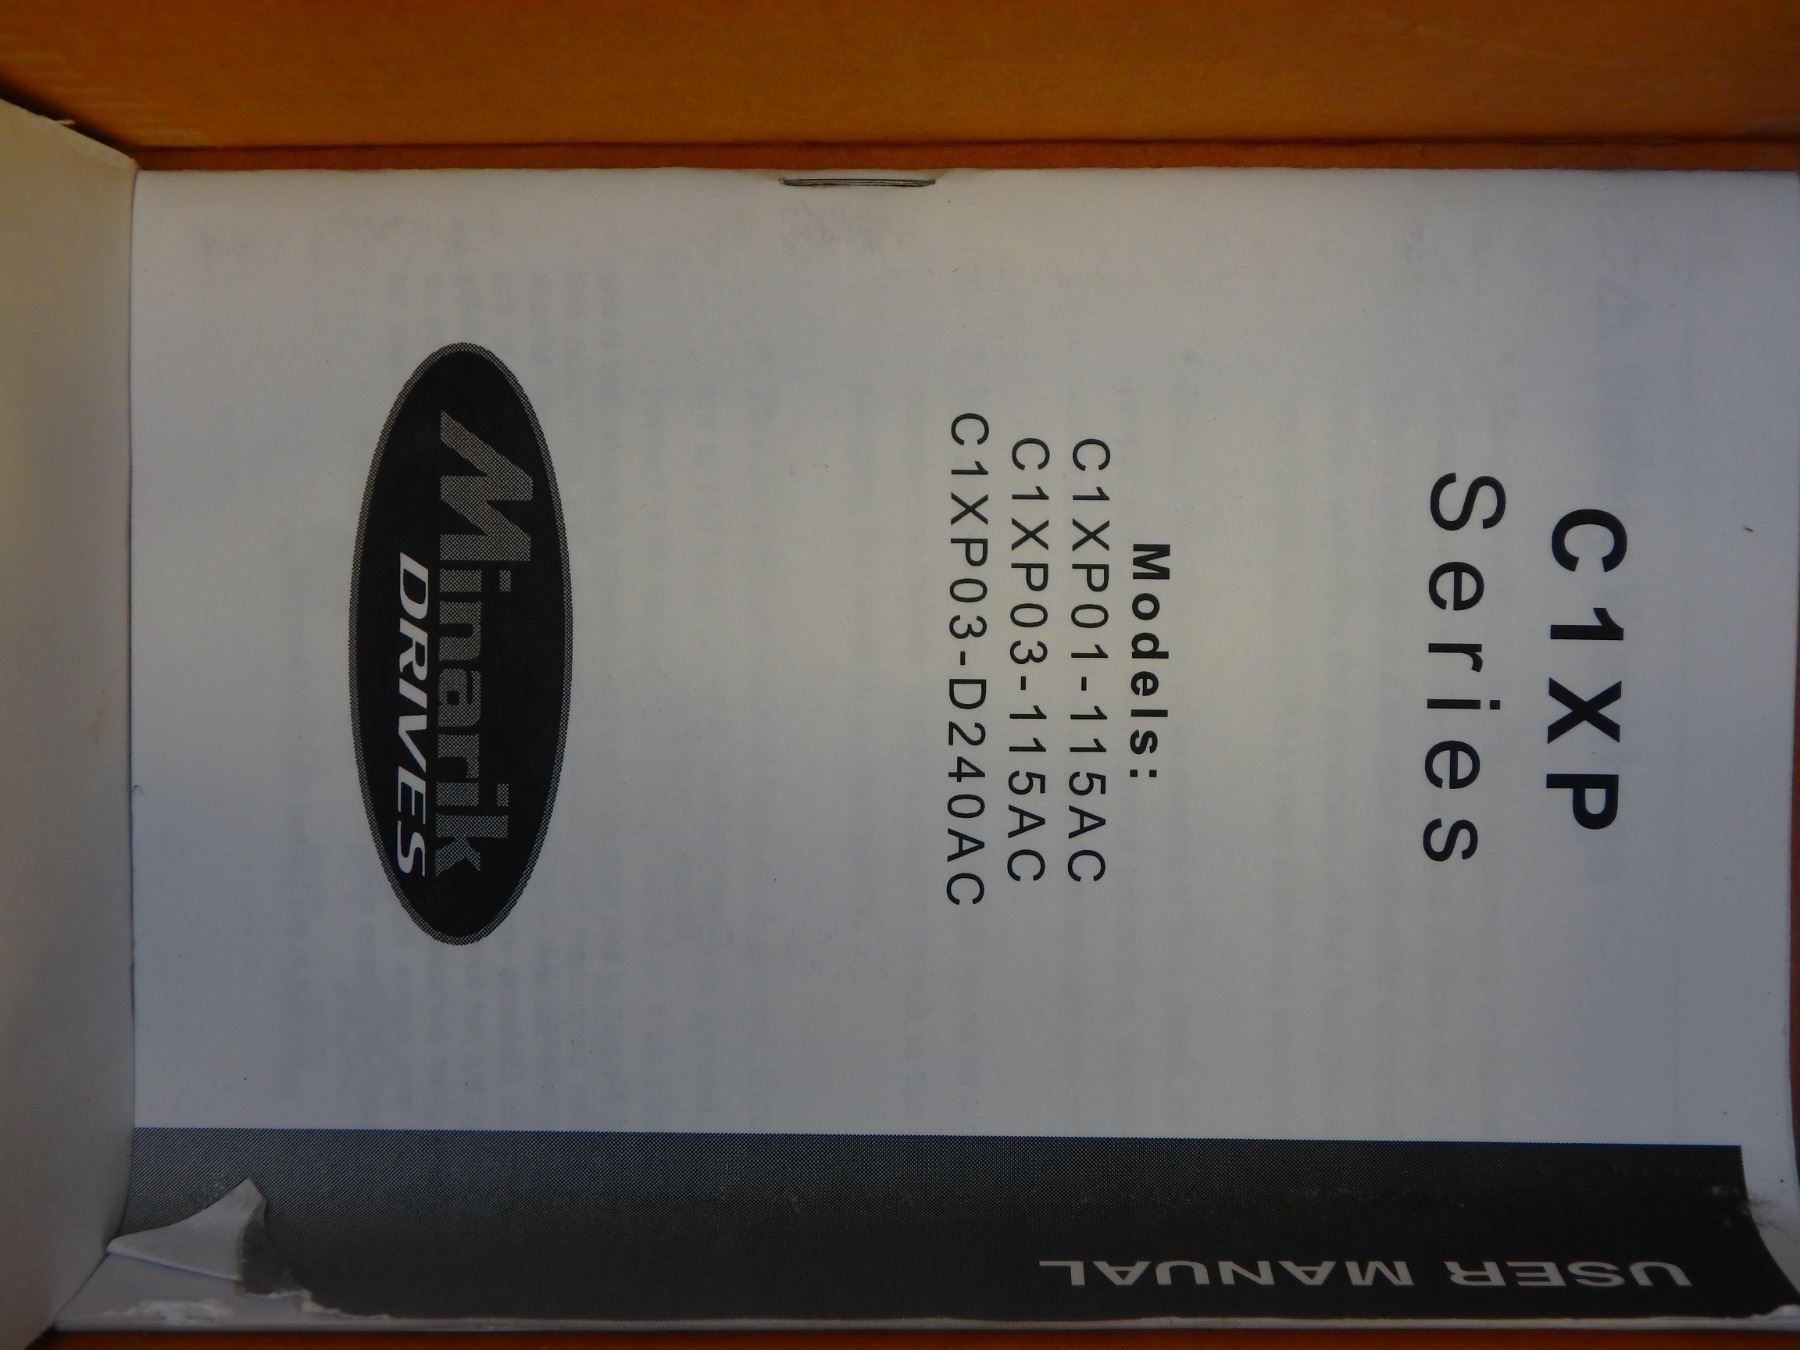 C1XP
Series
Models:
C1XP01-115AC
C1XP03-115AC
C1XP03-D240AC
Minarik
DRIVES
USER MANUAL